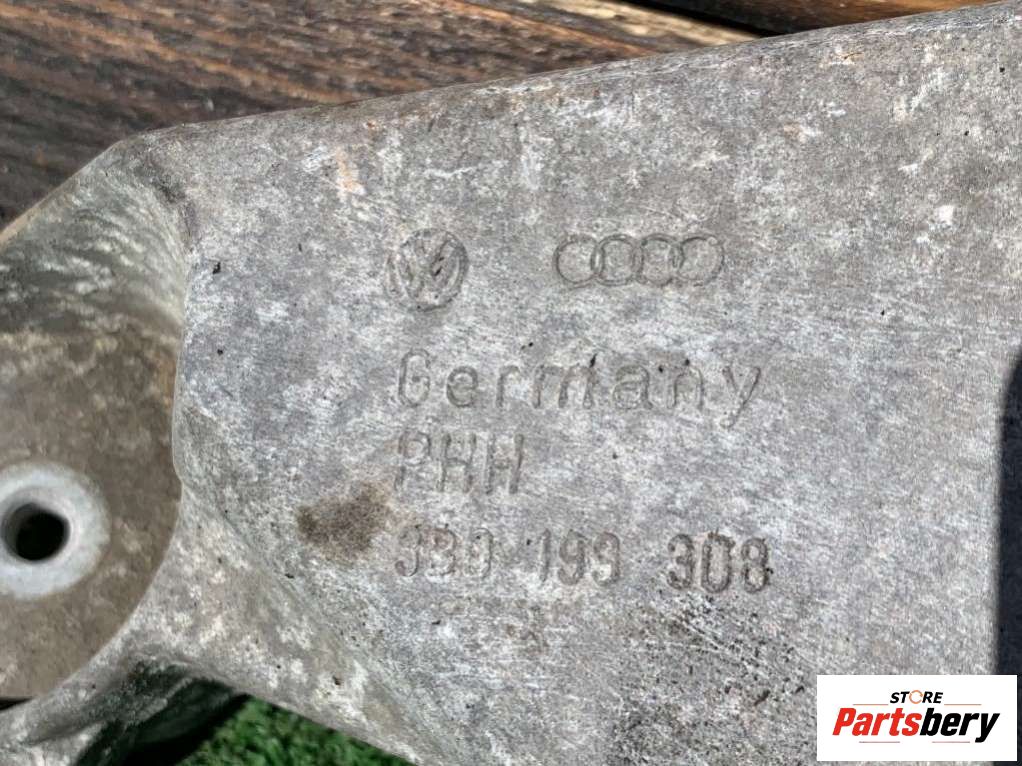 Germany
PHH
3B0 199 308
STORE
Partsbery